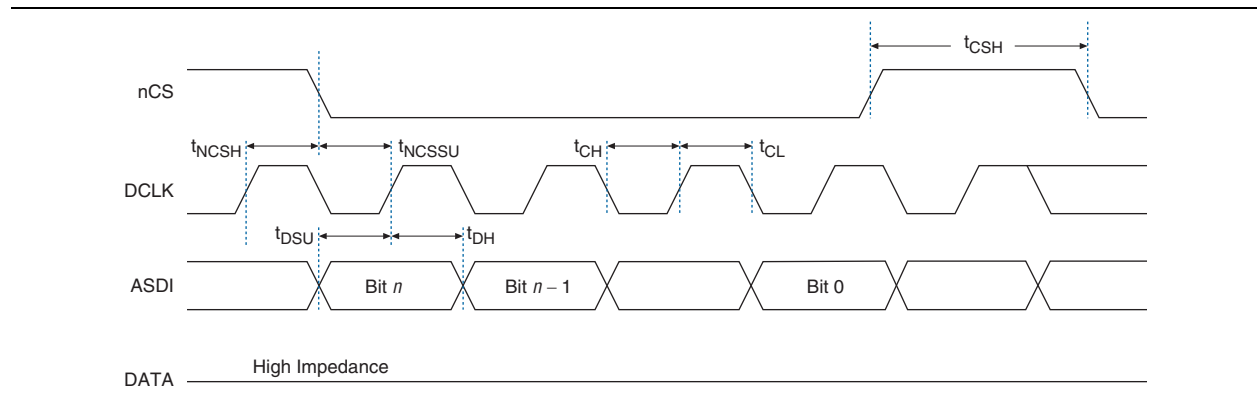 tCSH
nCS
tNCSH
tNCSSU
tCH
tCL
DCLK
tDSU
tDH
ASDI
Bit n
Bit n – 1
Bit 0
High Impedance
DATA